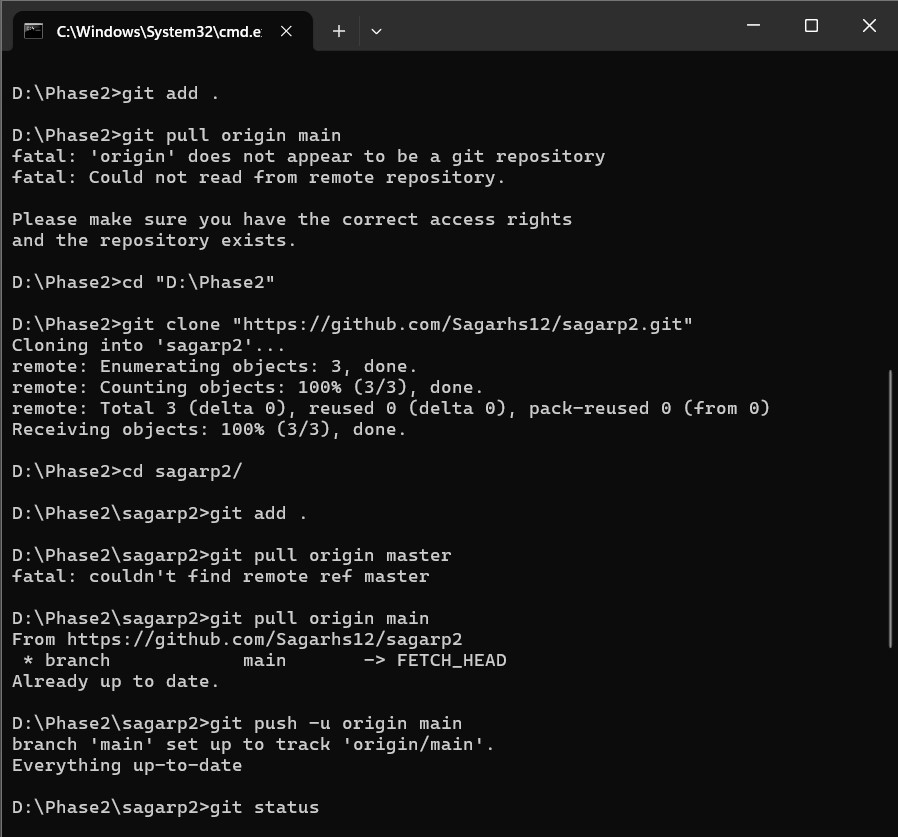 C:\Windows\System32\cmd.e
D:\Phase2>git add .
D:\Phase2>git pull origin main
fatal: 'origin' does not appear to be a git repository
fatal: Could not read from remote repository.
Please make sure you have the correct access rights
and the repository exists.
D:\Phase2>cd "D:\Phase2"
D:\Phase2>git clone "https://github.com/Sagarhs12/sagarp2.git"
Cloning into 'sagarp2'...
remote: Enumerating objects: 3, done.
remote: Counting objects: 100% (3/3), done.
remote: Total 3 (delta 0), reused 0 (delta 0), pack-reused 0 (from 0)
Receiving objects: 100% (3/3), done.
D:\Phase2>cd sagarp2/
D:\Phase2\sagarp2>git add .
D:\Phase2\sagarp2>git pull origin master
fatal: couldn't find remote ref master
D:\Phase2\sagarp2>git pull origin main
From https://github.com/Sagarhs12/sagarp2
 * branch            main       -> FETCH_HEAD
Already up to date.
D:\Phase2\sagarp2>git push -u origin main
branch 'main' set up to track 'origin/main'.
Everything up-to-date
D:\Phase2\sagarp2>git status